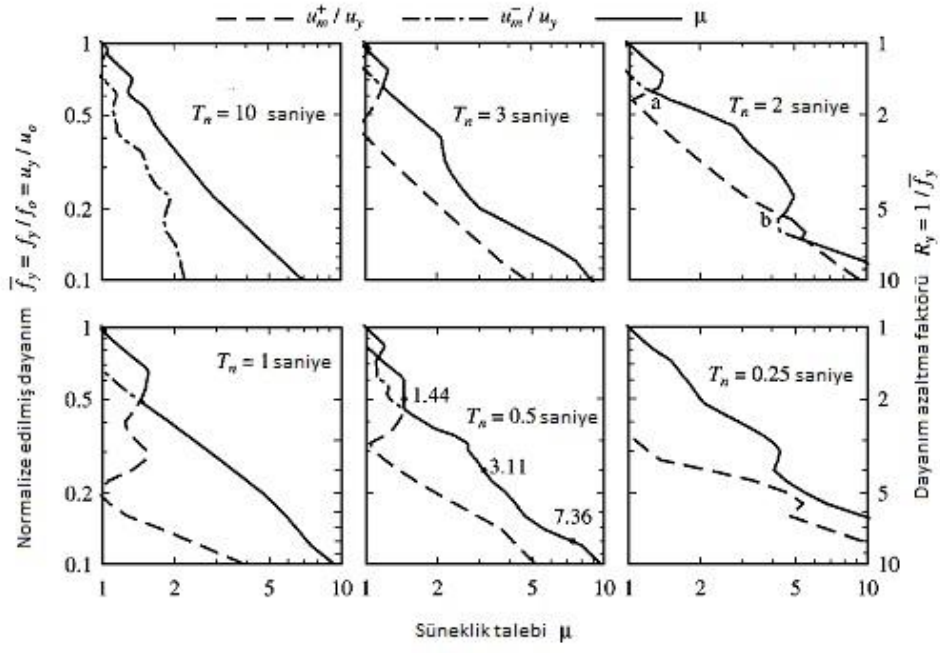 u_m^+ / u_y   u_m^- / u_y   μ
1
0.5
0.2
0.1
T_n = 10 saniye
T_n = 3 saniye
T_n = 2 saniye
a
b
1
2
5
10
1
0.5
0.2
0.1
T_n = 1 saniye
T_n = 0.5 saniye
1.44
3.11
7.36
T_n = 0.25 saniye
1
2
5
10
1 2 5 10
1 2 5 10
1 2 5 10
Normalize edilmiş dayanım f̅_y = f_y / f_o = u_y / u_o
Dayanım azaltma faktörü R_y = 1 / f̅_y
Süneklik talebi μ